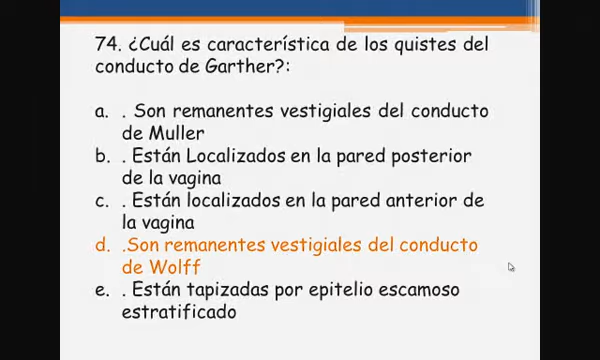 74. ¿Cuál es característica de los quistes del
conducto de Garther?:
a. . Son remanentes vestigiales del conducto
de Muller
b. . Están Localizados en la pared posterior
de la vagina
c. . Están localizados en la pared anterior de
la vagina
d. .Son remanentes vestigiales del conducto
de Wolff
e. . Están tapizadas por epitelio escamoso
estratificado